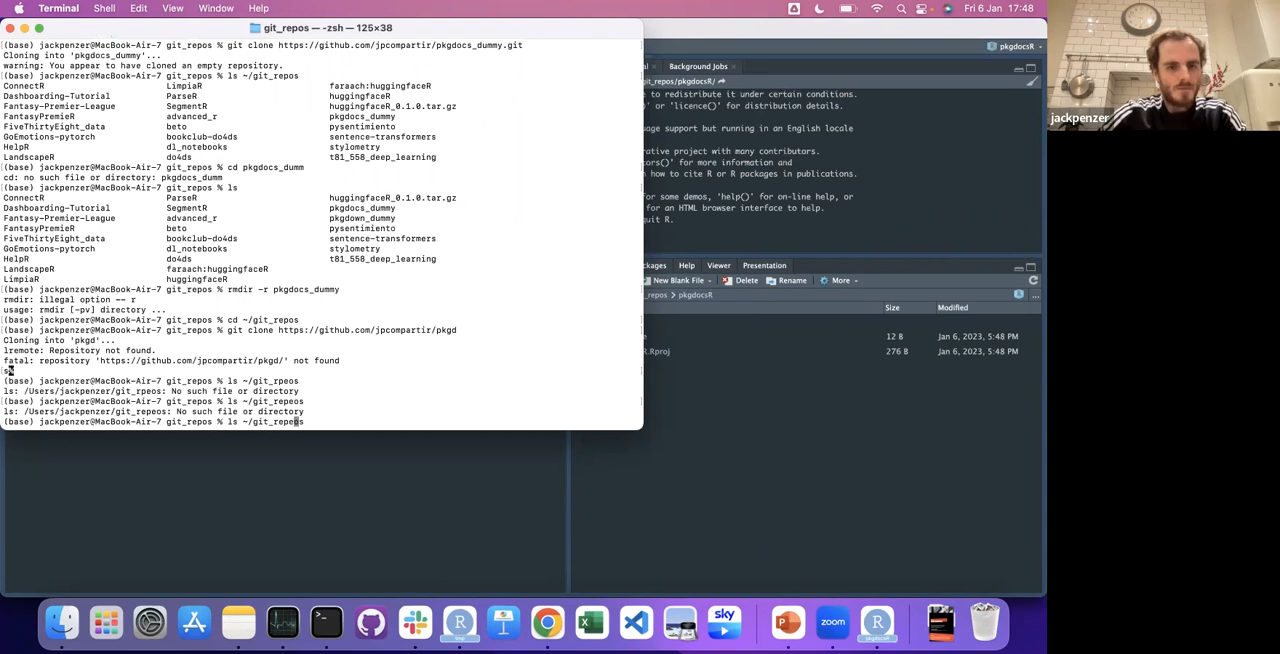 Terminal Shell Edit View Window Help Fri 6 Jan 17:48
git_repos — -zsh — 125×38
(base) jackpenzer@MacBook-Air-7 git_repos % git clone https://github.com/jpcompartir/pkgdocs_dummy.git
Cloning into 'pkgdocs_dummy'...
warning: You appear to have cloned an empty repository.
(base) jackpenzer@MacBook-Air-7 git_repos % ls ~/git_repos
ConnectR LimpiaR faraach:huggingfaceR
Dashboarding-Tutorial ParseR huggingfaceR
Fantasy-Premier-League SegmentR huggingfaceR_0.1.0.tar.gz
FantasyPremieR advanced_r pkgdocs_dummy
FiveThirtyEight_data beto pysentimiento
GoEmotions-pytorch bookclub-do4ds sentence-transformers
HelpR dl_notebooks stylometry
LandscapeR do4ds t81_558_deep_learning
(base) jackpenzer@MacBook-Air-7 git_repos % cd pkgdocs_dumm
cd: no such file or directory: pkgdocs_dumm
(base) jackpenzer@MacBook-Air-7 git_repos % ls
ConnectR ParseR huggingfaceR_0.1.0.tar.gz
Dashboarding-Tutorial SegmentR pkgdocs_dummy
Fantasy-Premier-League advanced_r pkgdown_dummy
FantasyPremieR beto pysentimiento
FiveThirtyEight_data bookclub-do4ds sentence-transformers
GoEmotions-pytorch dl_notebooks stylometry
HelpR do4ds t81_558_deep_learning
LandscapeR faraach:huggingfaceR
LimpiaR huggingfaceR
(base) jackpenzer@MacBook-Air-7 git_repos % rmdir -r pkgdocs_dummy
rmdir: illegal option -- r
usage: rmdir [-pv] directory ...
(base) jackpenzer@MacBook-Air-7 git_repos % cd ~/git_repos
(base) jackpenzer@MacBook-Air-7 git_repos % git clone https://github.com/jpcompartir/pkgd
Cloning into 'pkgd'...
lremote: Repository not found.
fatal: repository 'https://github.com/jpcompartir/pkgd/' not found
s%
(base) jackpenzer@MacBook-Air-7 git_repos % ls ~/git_rpeos
ls: /Users/jackpenzer/git_rpeos: No such file or directory
(base) jackpenzer@MacBook-Air-7 git_repos % ls ~/git_repeos
ls: /Users/jackpenzer/git_repeos: No such file or directory
(base) jackpenzer@MacBook-Air-7 git_repos % ls ~/git_repeos
pkgdocsR
Background Jobs
git_repos/pkgdocsR/
e to redistribute it under certain conditions.
)' or 'licence()' for distribution details.
uage support but running in an English locale
rative project with many contributors.
tors()' for more information and
n how to cite R or R packages in publications.
for some demos, 'help()' for on-line help, or
for an HTML browser interface to help.
quit R.
ckages Help Viewer Presentation
New Blank File Delete Rename More
_repos > pkgdocsR
Size Modified
e 12 B Jan 6, 2023, 5:48 PM
R.Rproj 276 B Jan 6, 2023, 5:48 PM
jackpenzer
sky
zoom
pkgdocsR